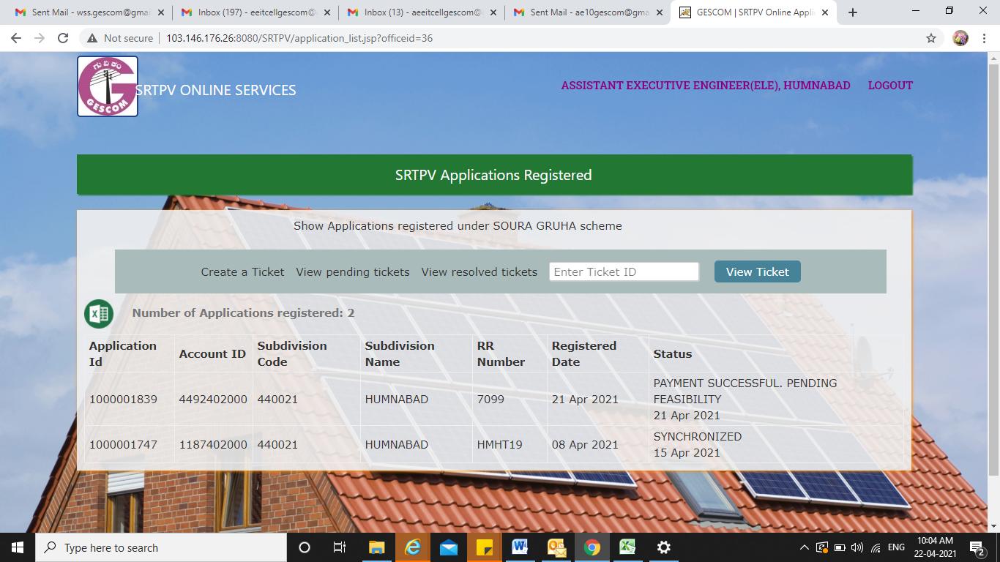 Sent Mail - wss.gescom@gmai
Inbox (197) - eeitcellgescom@
Inbox (13) - aeeitcellgescom@
Sent Mail - ae10gescom@gma
GESCOM | SRTPV Online Appli
Not secure
103.146.176.26:8080/SRTPV/application_list.jsp?officeid=36
ಗು ವಿ ಕಂ
GESCOM
SRTPV ONLINE SERVICES
ASSISTANT EXECUTIVE ENGINEER(ELE), HUMNABAD LOGOUT
SRTPV Applications Registered
Show Applications registered under SOURA GRUHA scheme
Create a Ticket View pending tickets View resolved tickets Enter Ticket ID View Ticket
Number of Applications registered: 2
Application Id Account ID Subdivision Code Subdivision Name RR Number Registered Date Status
1000001839 4492402000 440021 HUMNABAD 7099 21 Apr 2021 PAYMENT SUCCESSFUL. PENDING
FEASIBILITY
21 Apr 2021
1000001747 1187402000 440021 HUMNABAD HMHT19 08 Apr 2021 SYNCHRONIZED
15 Apr 2021
Type here to search
ENG
10:04 AM
22-04-2021
2